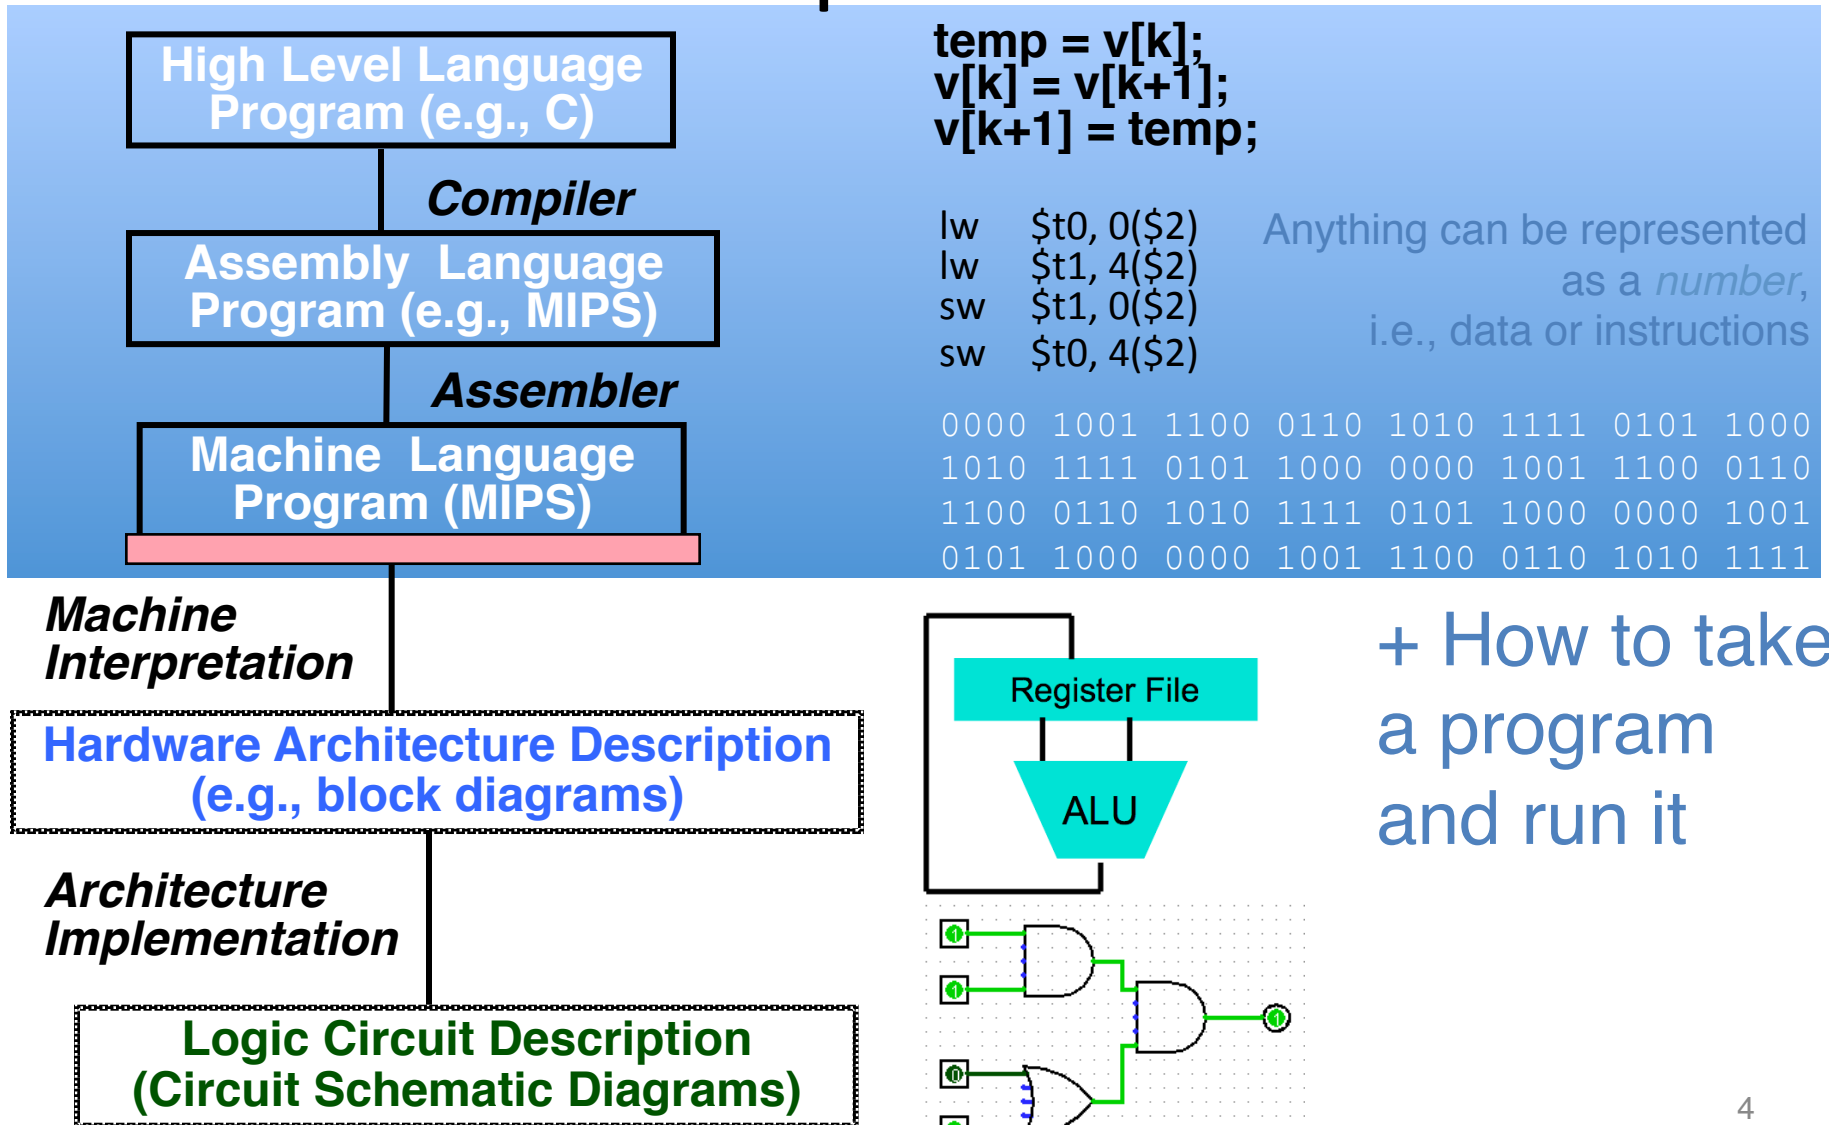 High Level Language
Program (e.g., C)
temp = v[k];
v[k] = v[k+1];
v[k+1] = temp;
Compiler
Assembly Language
Program (e.g., MIPS)
lw $t0, 0($2)
lw $t1, 4($2)
sw $t1, 0($2)
sw $t0, 4($2)
Anything can be represented
as a number,
i.e., data or instructions
Assembler
Machine Language
Program (MIPS)
0000 1001 1100 0110 1010 1111 0101 1000
1010 1111 0101 1000 0000 1001 1100 0110
1100 0110 1010 1111 0101 1000 0000 1001
0101 1000 0000 1001 1100 0110 1010 1111
Machine
Interpretation
Register File
ALU
+ How to take
a program
and run it
Hardware Architecture Description
(e.g., block diagrams)
Architecture
Implementation
1
1
1
0
Logic Circuit Description
(Circuit Schematic Diagrams)
4